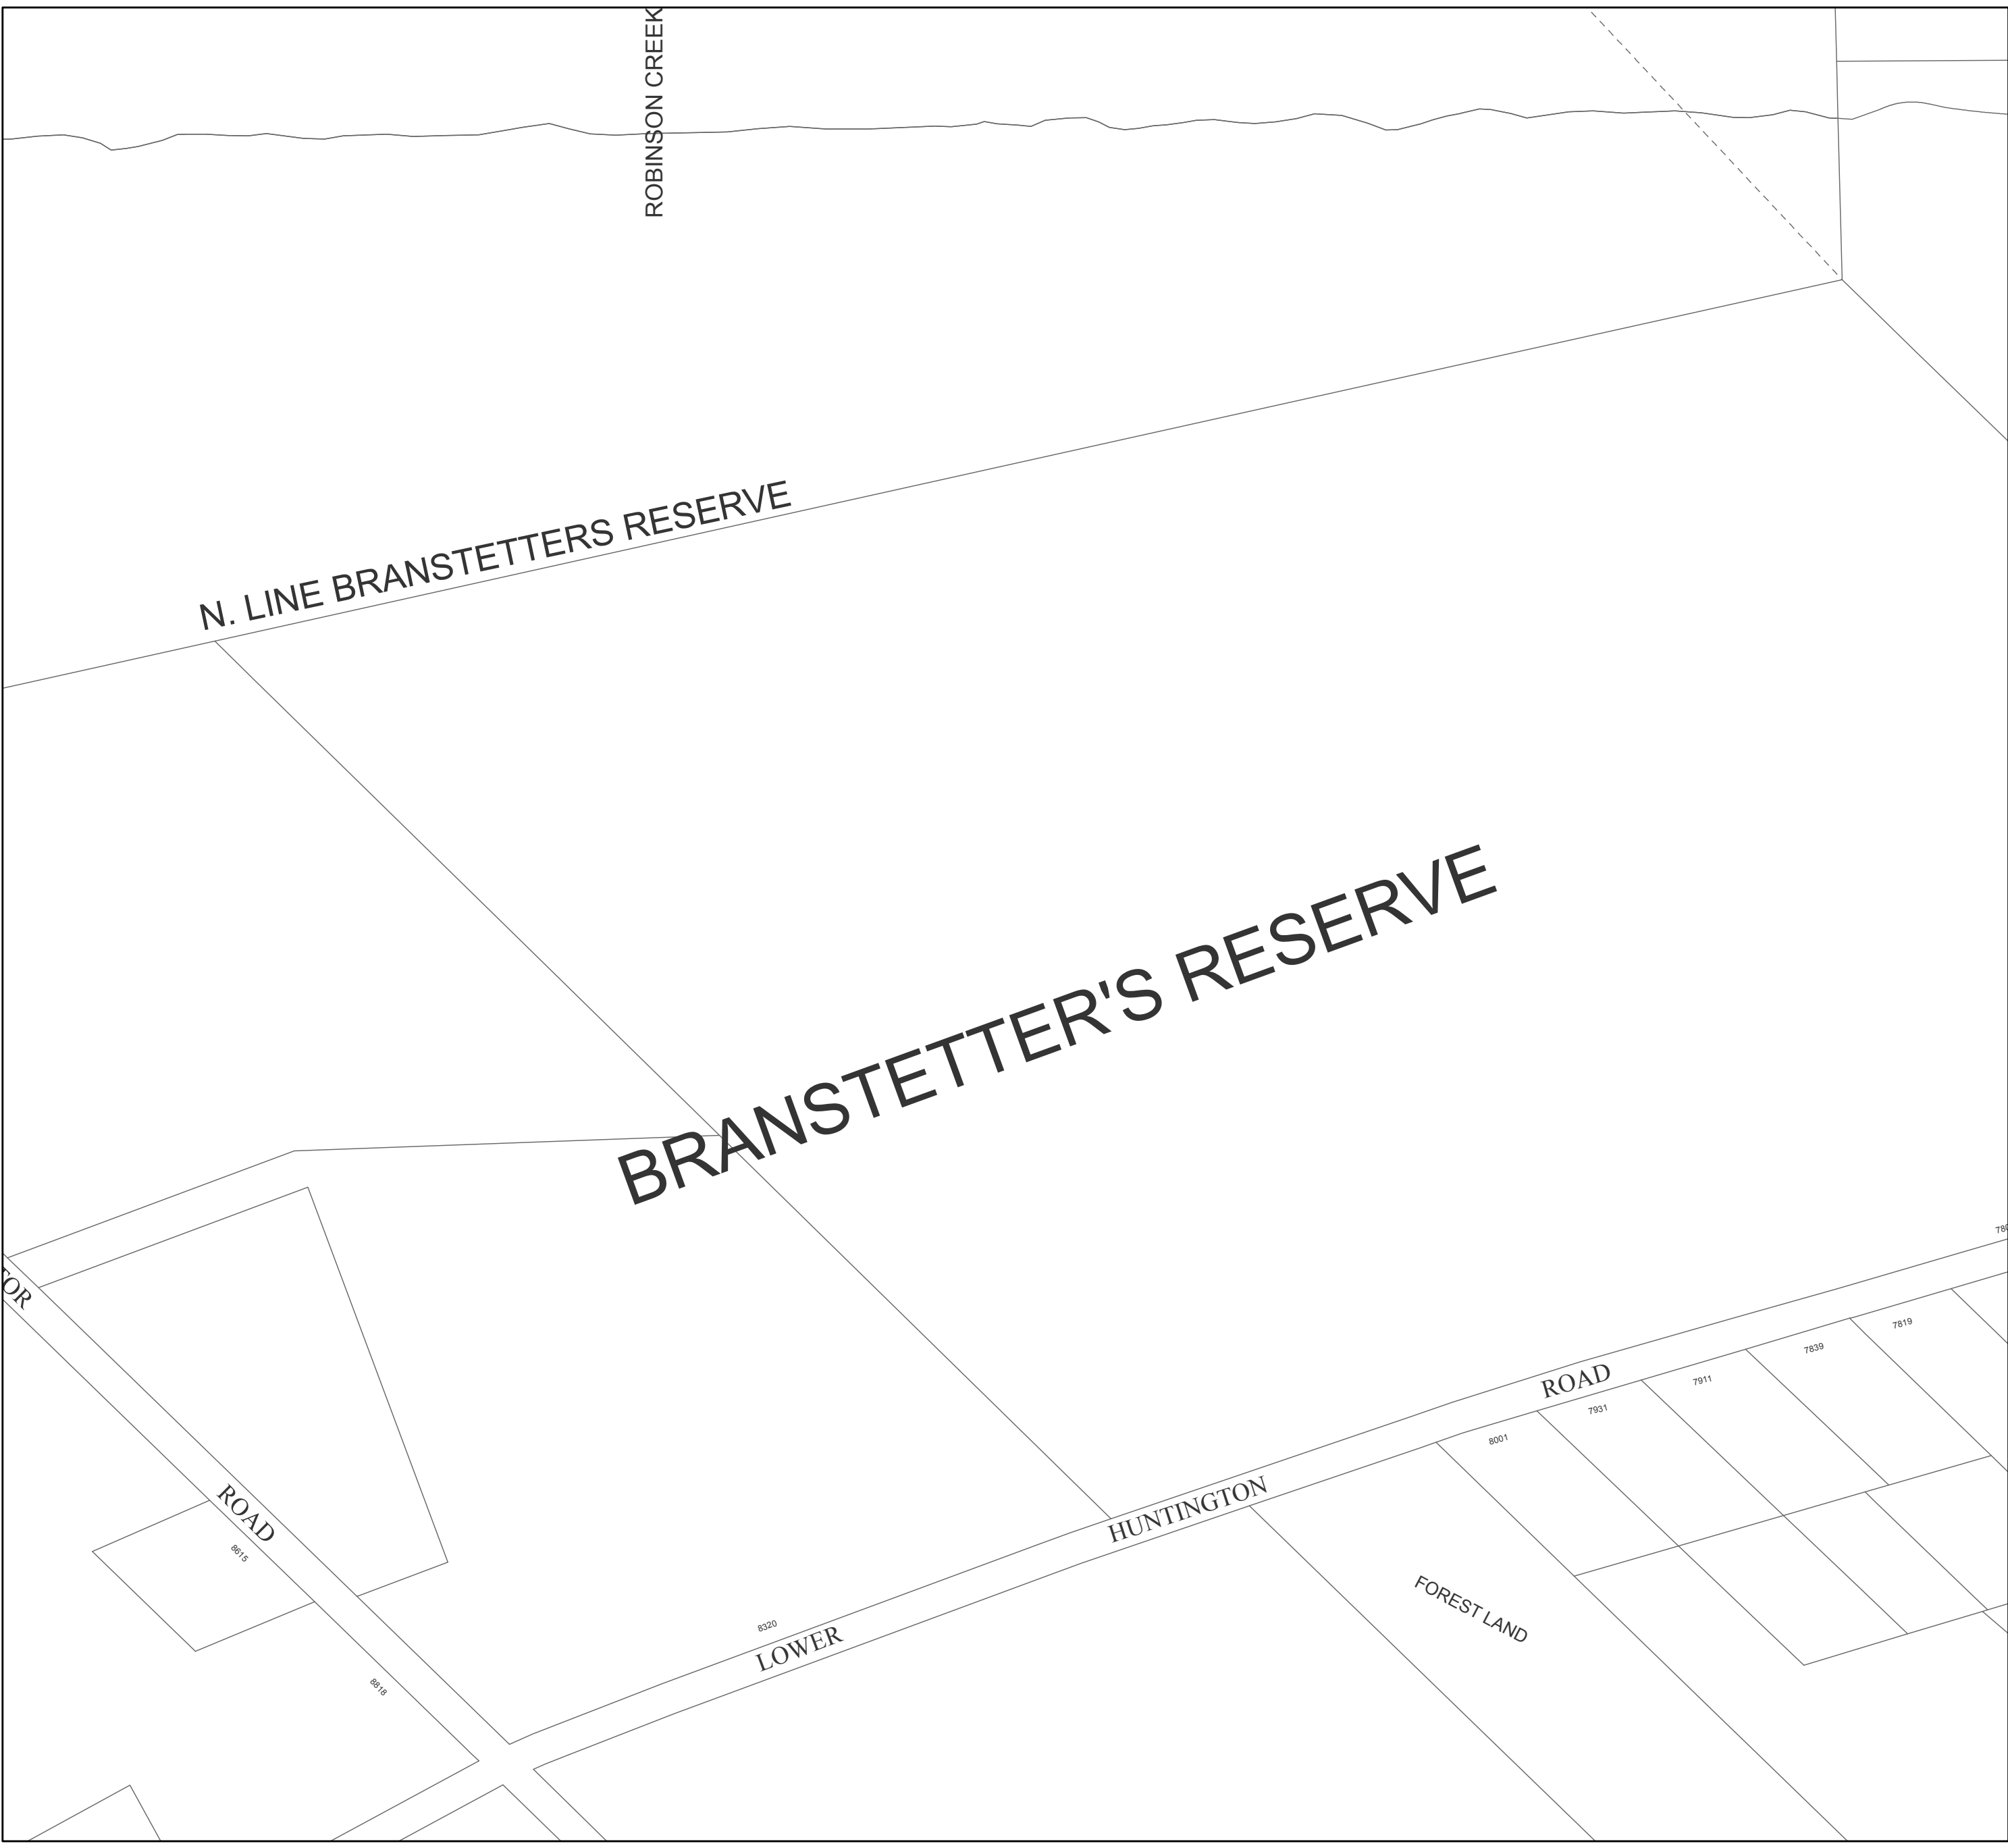 ROBINSON CREEK
N. LINE BRANSTETTERS RESERVE
BRANSTETTER'S RESERVE
TOR
ROAD
8615
8818
8320
LOWER
HUNTINGTON
ROAD
8001
7931
7911
7839
7819
FOREST LAND